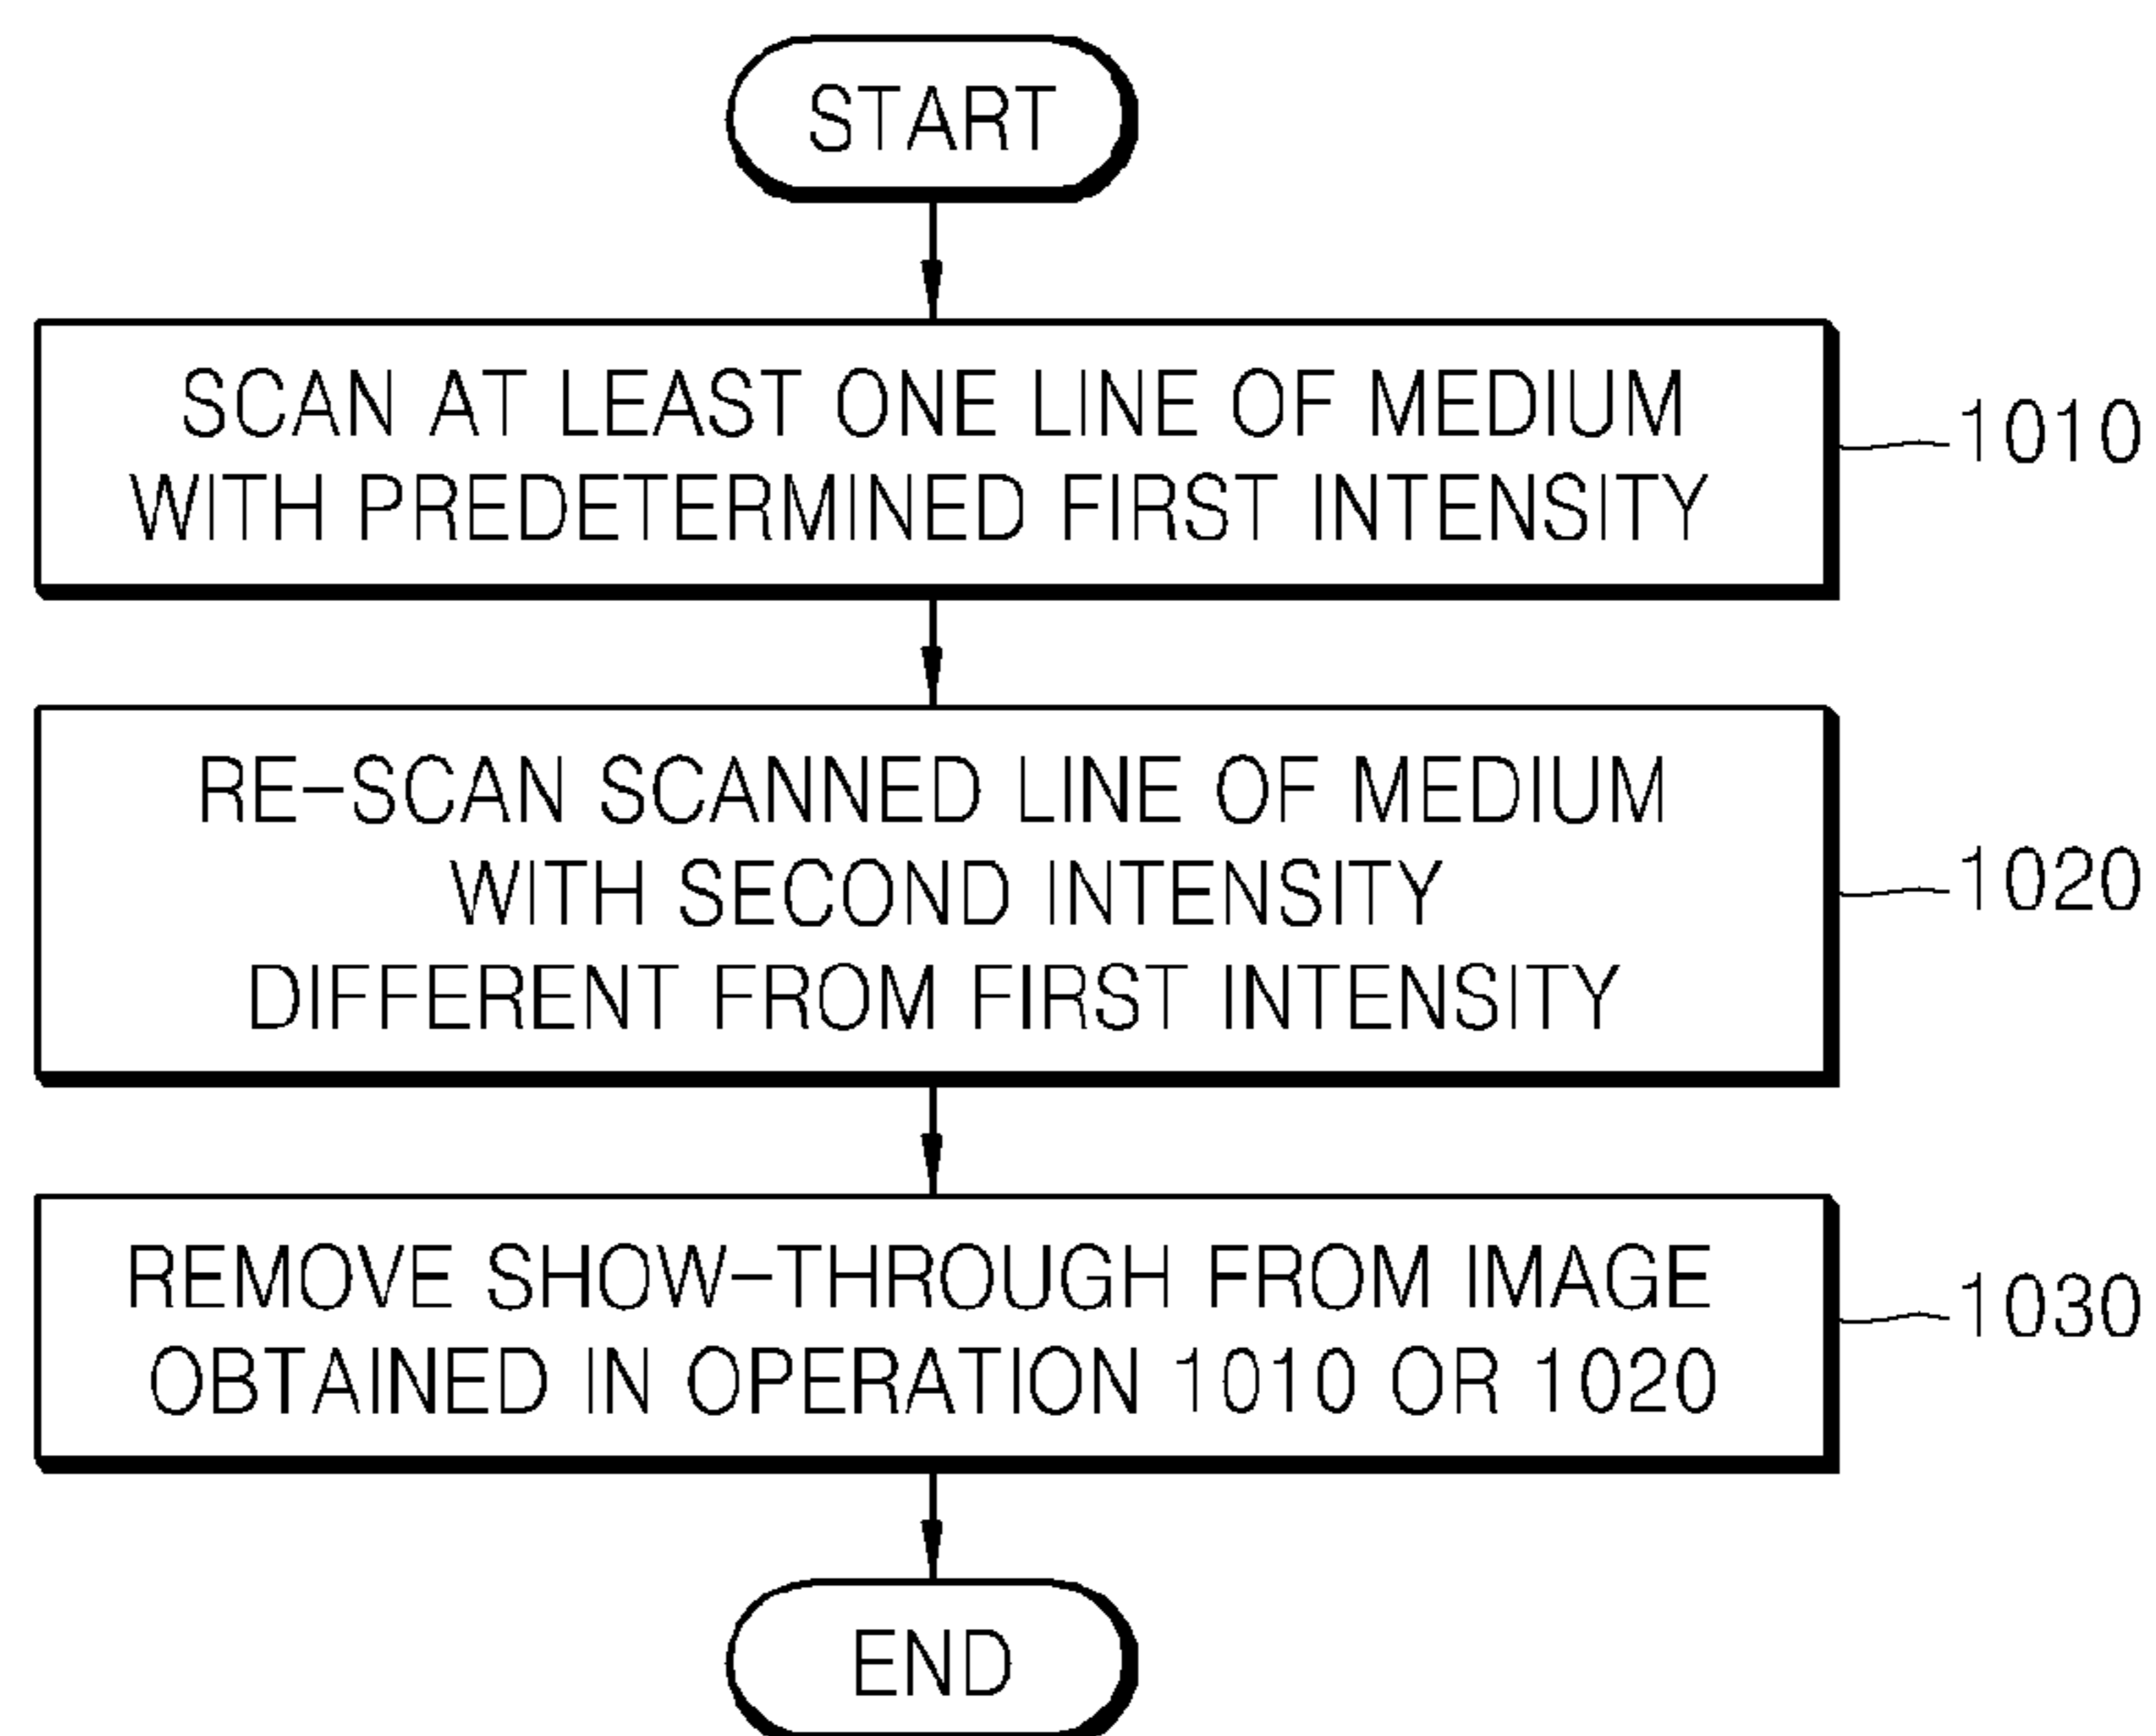 START
SCAN AT LEAST ONE LINE OF MEDIUM
WITH PREDETERMINED FIRST INTENSITY
1010
RE-SCAN SCANNED LINE OF MEDIUM
WITH SECOND INTENSITY
DIFFERENT FROM FIRST INTENSITY
1020
REMOVE SHOW-THROUGH FROM IMAGE
OBTAINED IN OPERATION 1010 OR 1020
1030
END